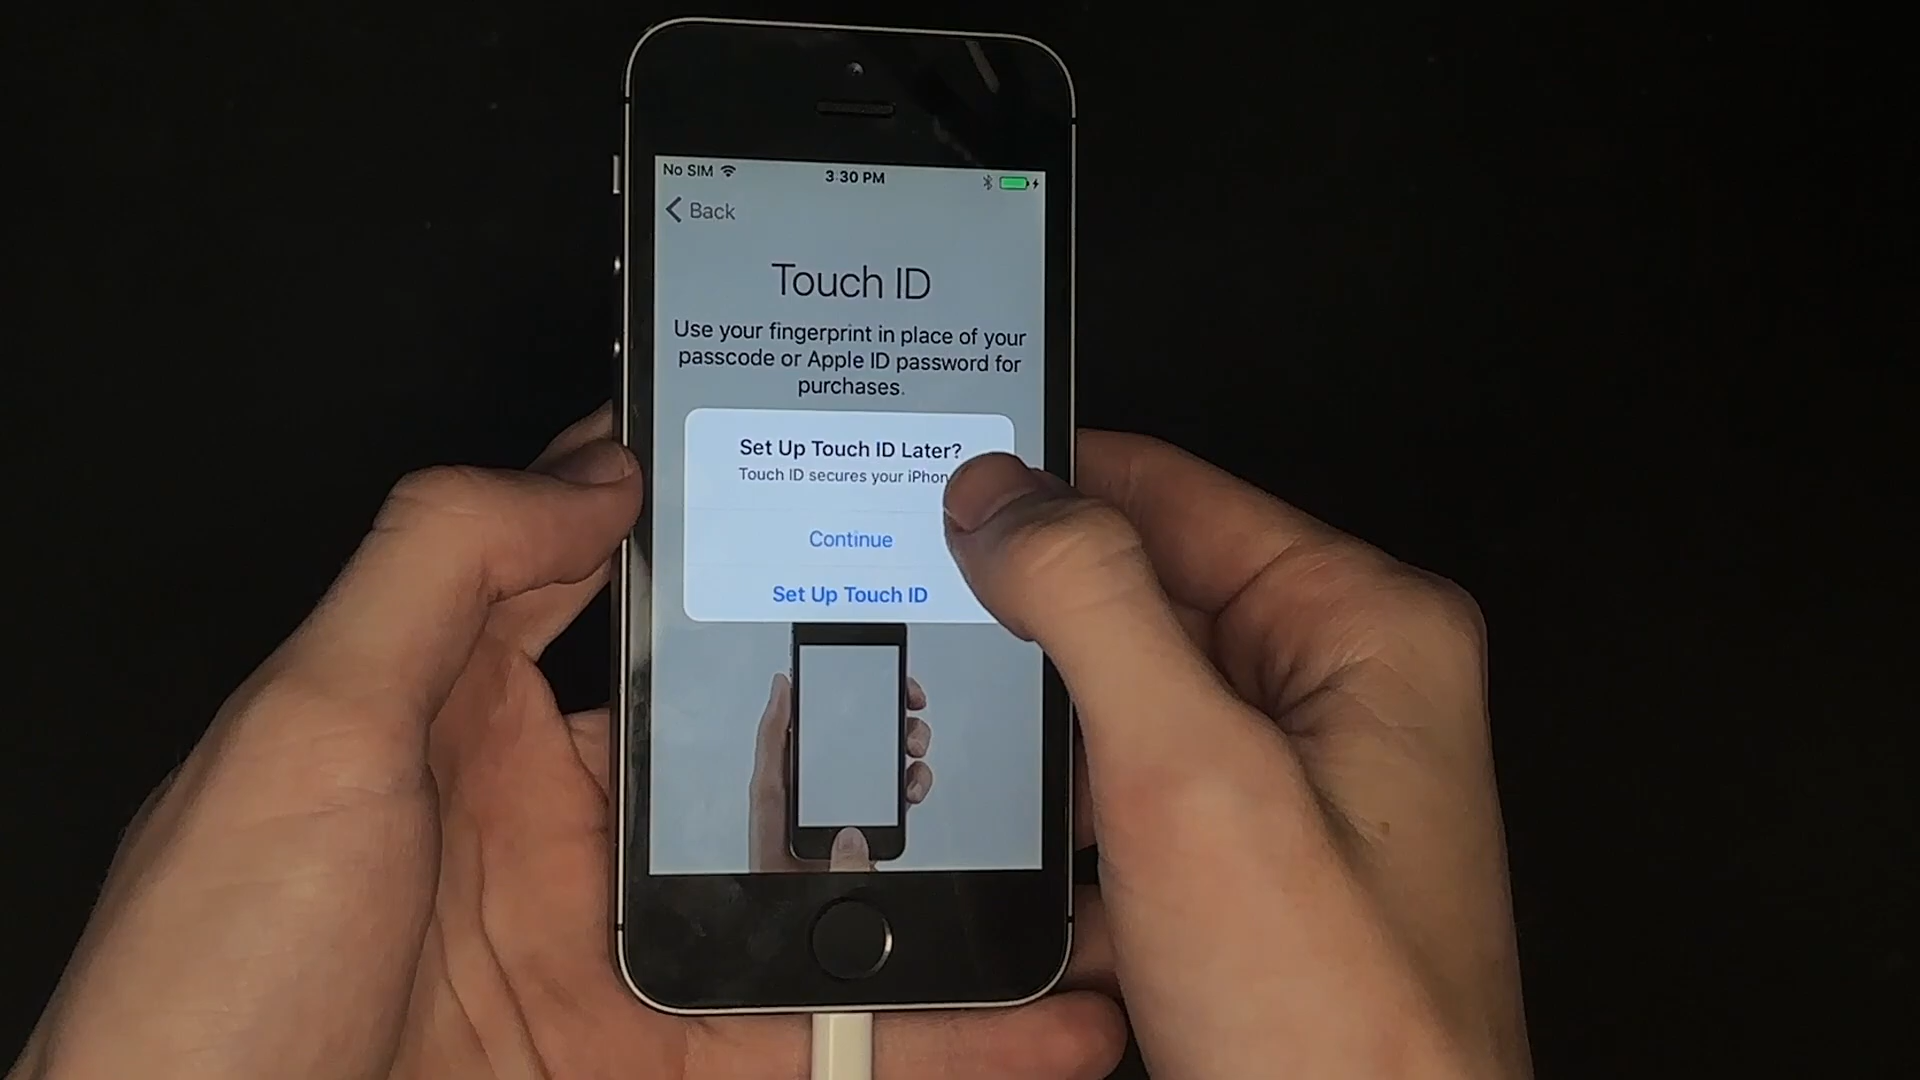 No SIM 3:30 PM
Back
Touch ID
Use your fingerprint in place of your
passcode or Apple ID password for
purchases.
Set Up Touch ID Later?
Touch ID secures your
Continue
Set Up Touch ID